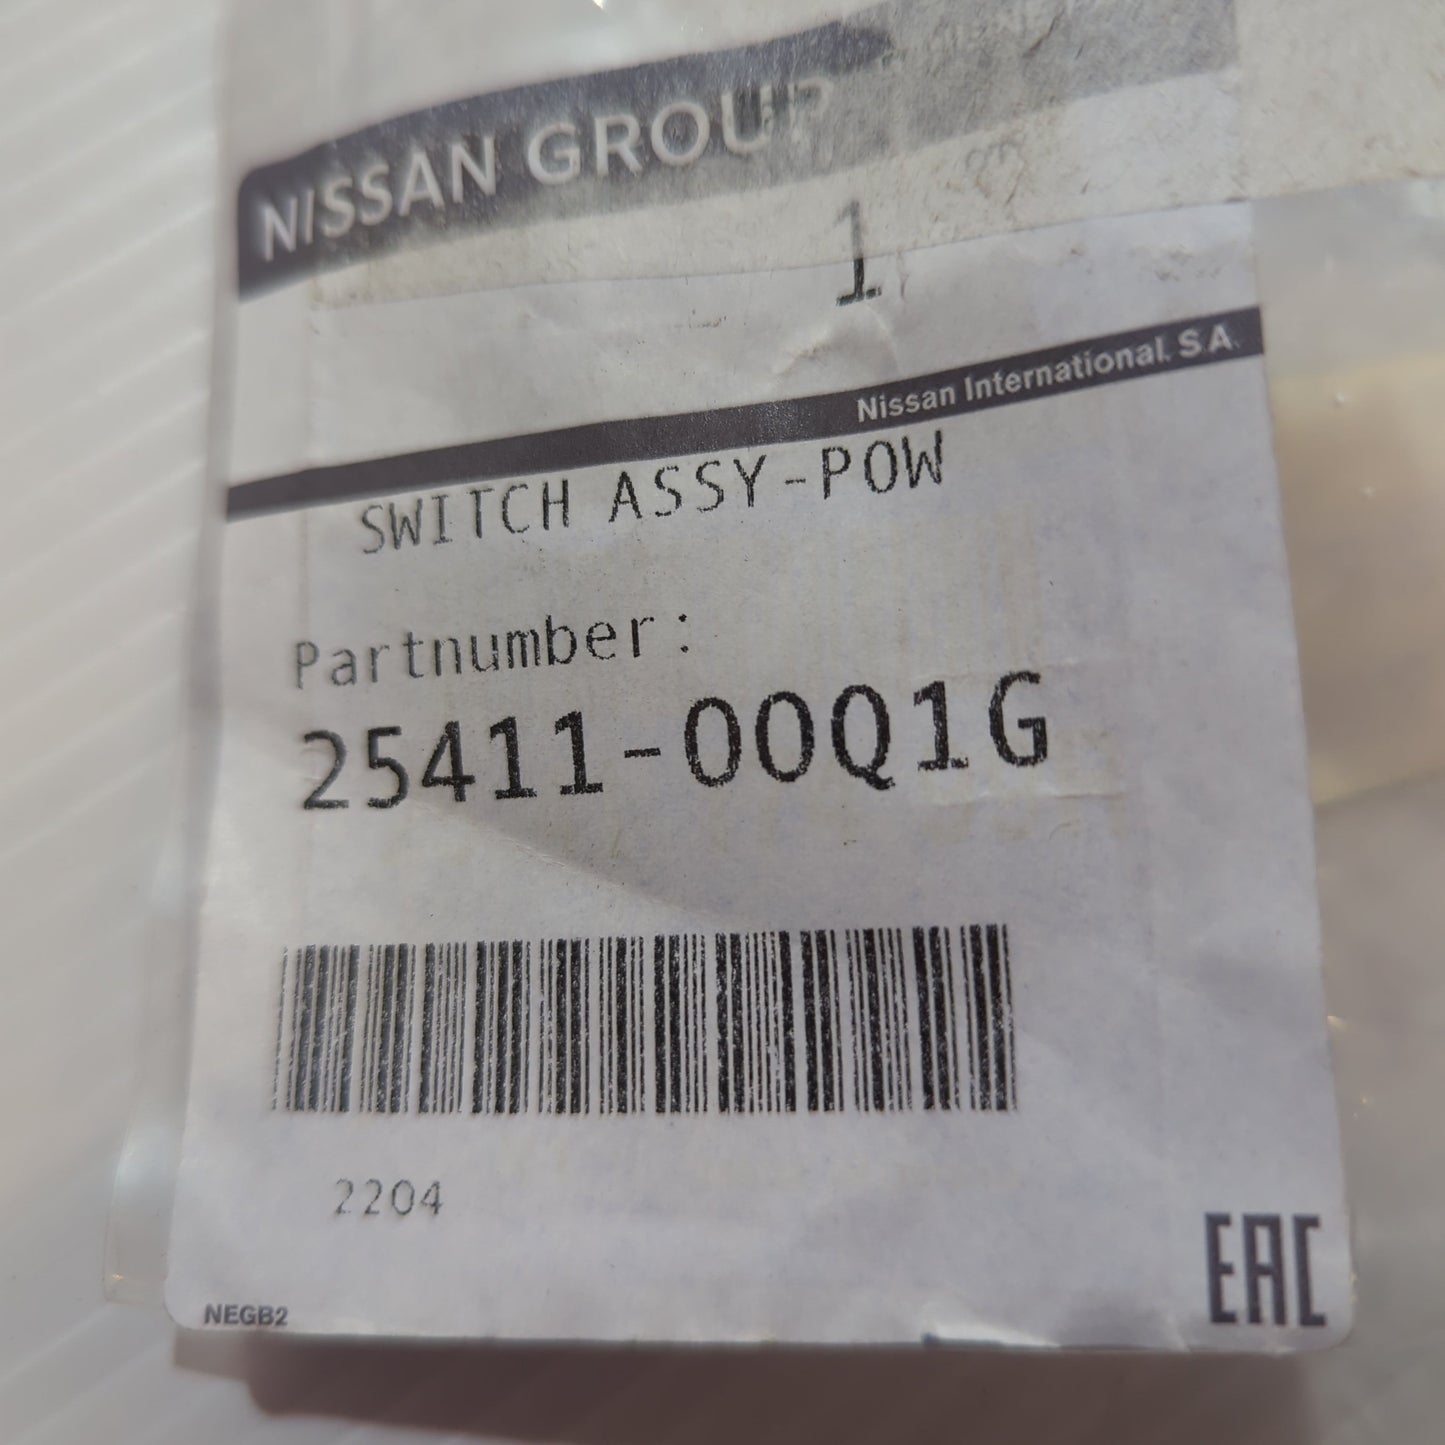 NISSAN GROUP
1
Nissan International. S.A.
SWITCH ASSY-POW
Partnumber:
25411-00Q1G
2204
NEGB2
EAC